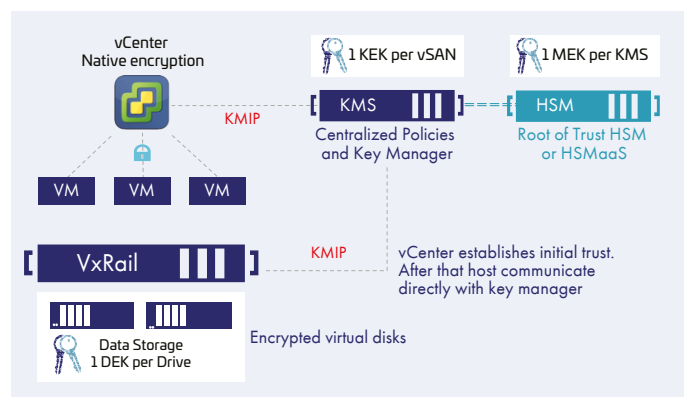 vCenter
Native encryption
1 KEK per vSAN
1 MEK per KMS
KMIP
KMS
HSM
Centralized Policies
and Key Manager
Root of Trust HSM
or HSMaaS
VM
VM
VM
VxRail
KMIP
vCenter establishes initial trust.
After that host communicate
directly with key manager
Data Storage
1 DEK per Drive
Encrypted virtual disks